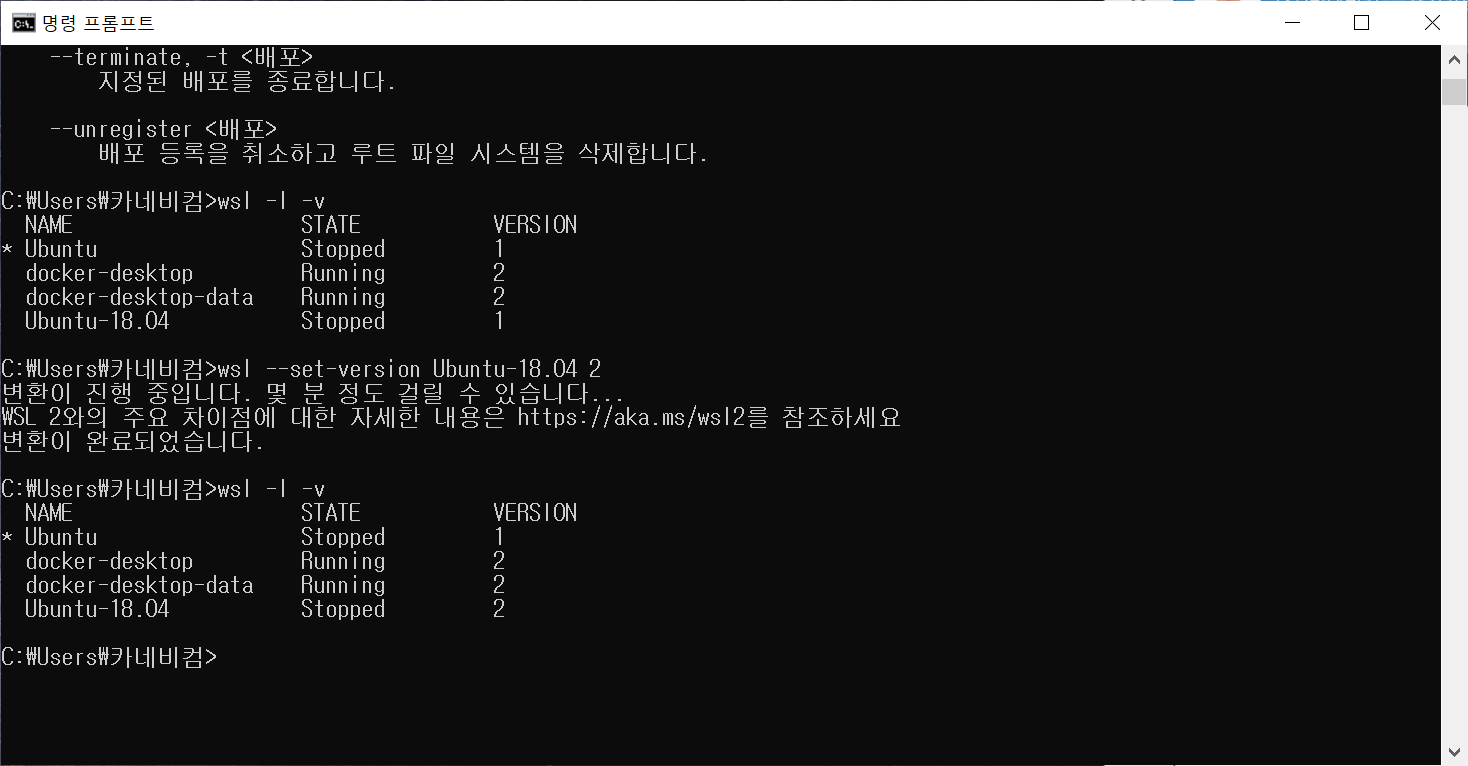 명령 프롬프트
--terminate, -t <배포>
지정된 배포를 종료합니다.
--unregister <배포>
배포 등록을 취소하고 루트 파일 시스템을 삭제합니다.
C:\Users\카네비컴>wsl -l -v
NAME STATE VERSION
* Ubuntu Stopped 1
docker-desktop Running 2
docker-desktop-data Running 2
Ubuntu-18.04 Stopped 1
C:\Users\카네비컴>wsl --set-version Ubuntu-18.04 2
변환이 진행 중입니다. 몇 분 정도 걸릴 수 있습니다...
WSL 2와의 주요 차이점에 대한 자세한 내용은 https://aka.ms/wsl2를 참조하세요
변환이 완료되었습니다.
C:\Users\카네비컴>wsl -l -v
NAME STATE VERSION
* Ubuntu Stopped 1
docker-desktop Running 2
docker-desktop-data Running 2
Ubuntu-18.04 Stopped 2
C:\Users\카네비컴>